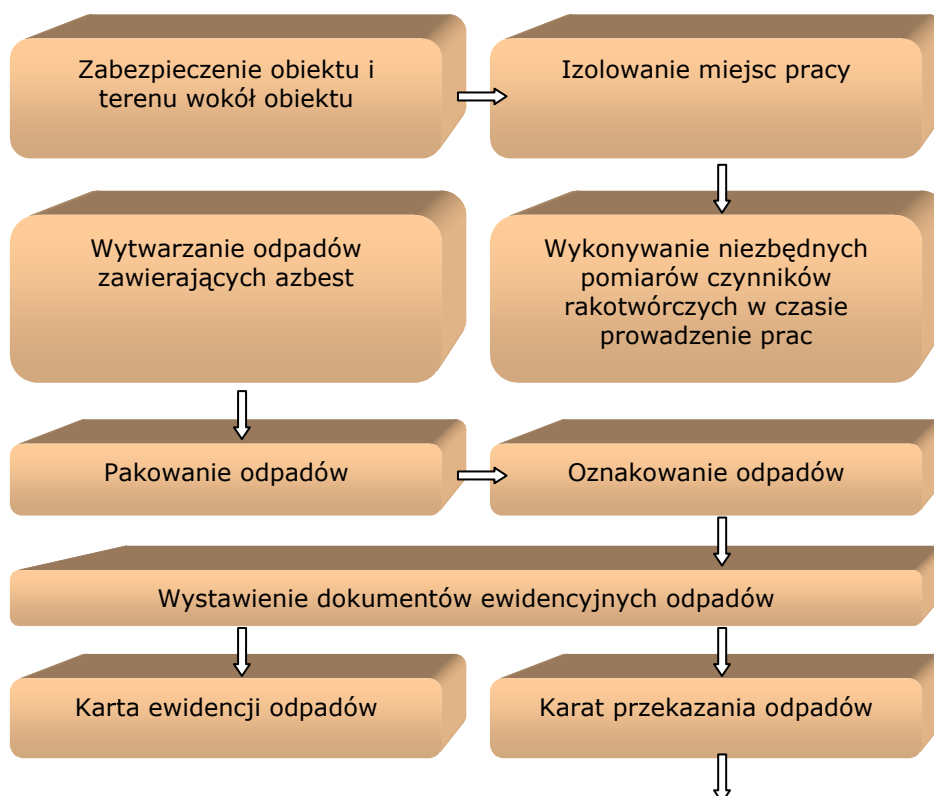 Zabezpieczenie obiektu i
terenu wokół obiektu
Izolowanie miejsc pracy
Wytwarzanie odpadów
zawierających azbest
Wykonywanie niezbędnych
pomiarów czynników
rakotwórczych w czasie
prowadzenie prac
Pakowanie odpadów
Oznakowanie odpadów
Wystawienie dokumentów ewidencyjnych odpadów
Karta ewidencji odpadów
Karat przekazania odpadów